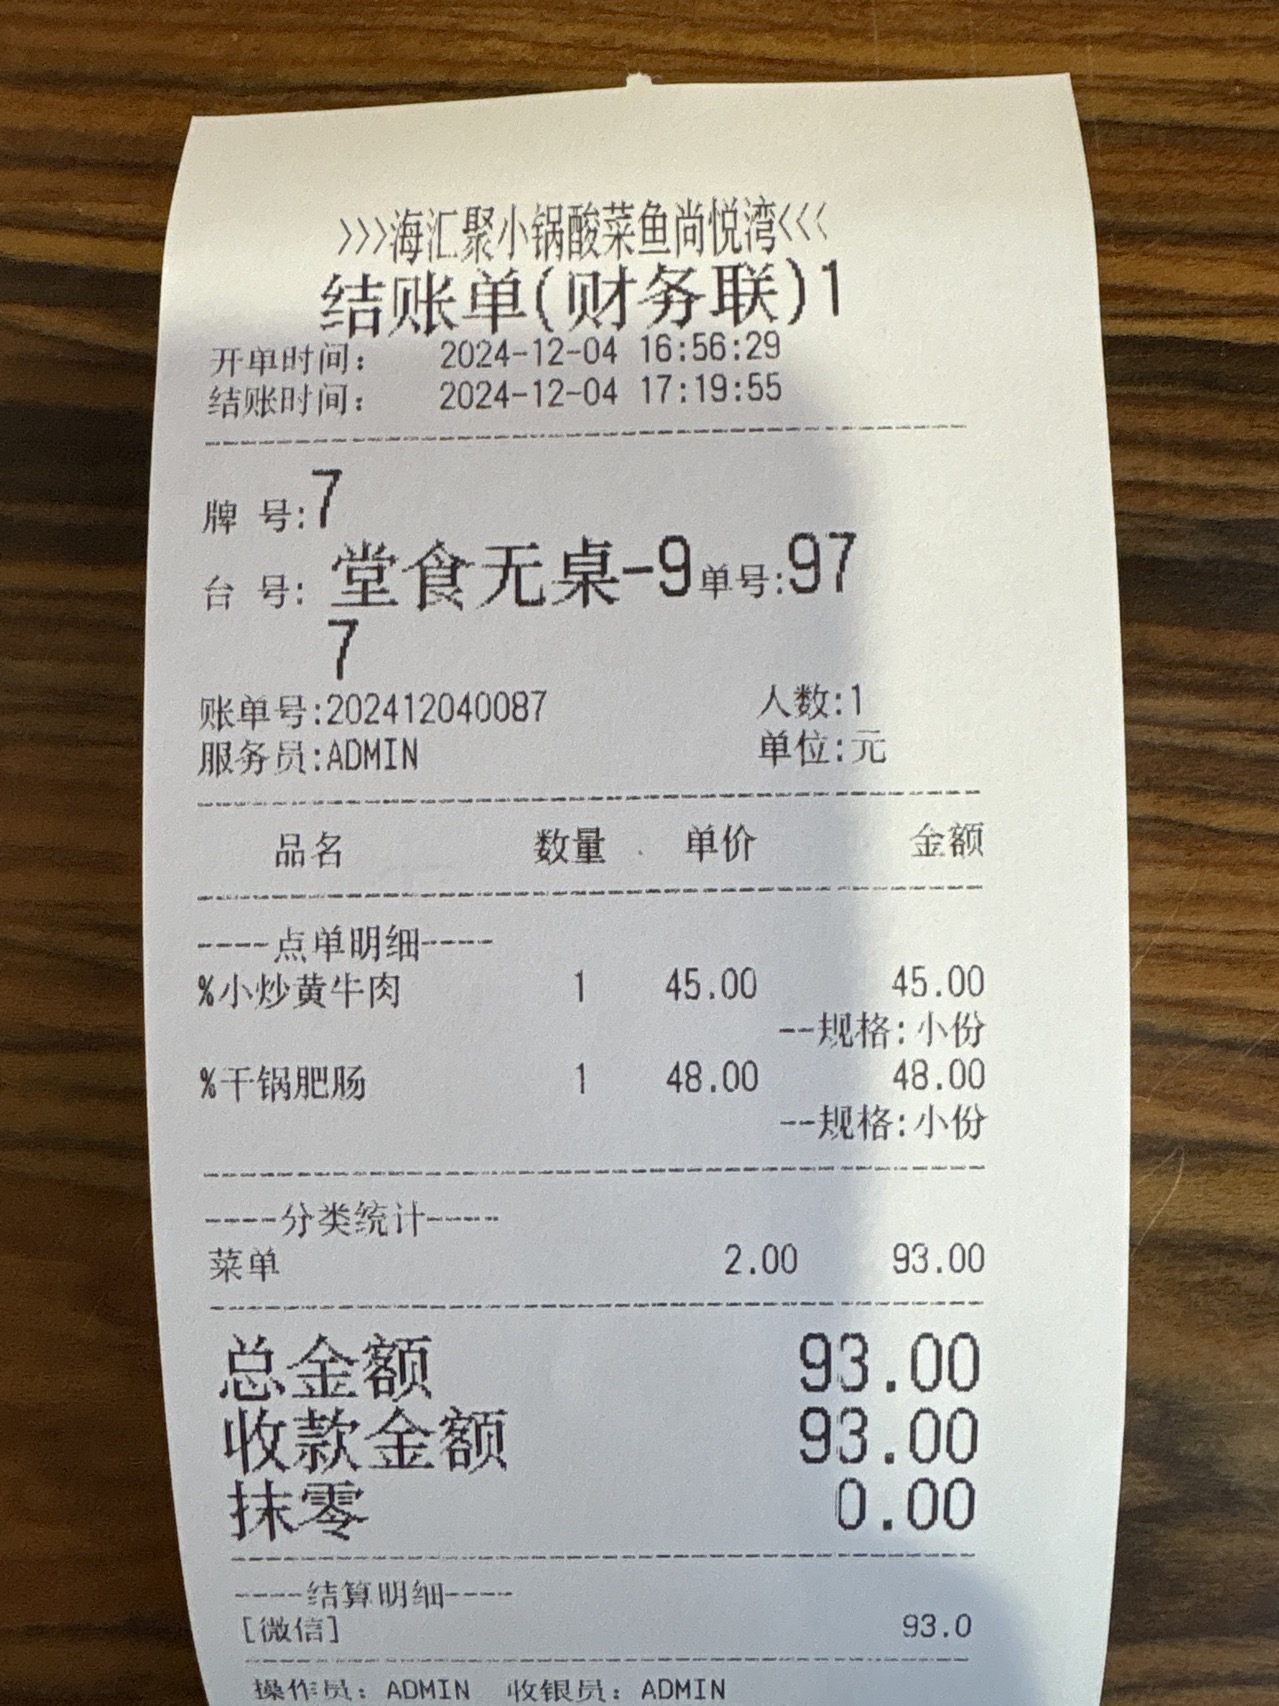 >>>海汇聚小锅酸菜鱼尚悦湾<<<
结账单(财务联)1
开单时间: 2024-12-04 16:56:29
结账时间: 2024-12-04 17:19:55
牌 号:7
台 号: 堂食无桌-9单号:97
7
账单号:202412040087 人数:1
服务员:ADMIN 单位:元
品名 数量 单价 金额
----点单明细----
%小炒黄牛肉 1 45.00 45.00
--规格:小份
%干锅肥肠 1 48.00 48.00
--规格:小份
----分类统计----
菜单 2.00 93.00
总金额 93.00
收款金额 93.00
抹零 0.00
----结算明细----
[微信] 93.0
操作员: ADMIN 收银员: ADMIN